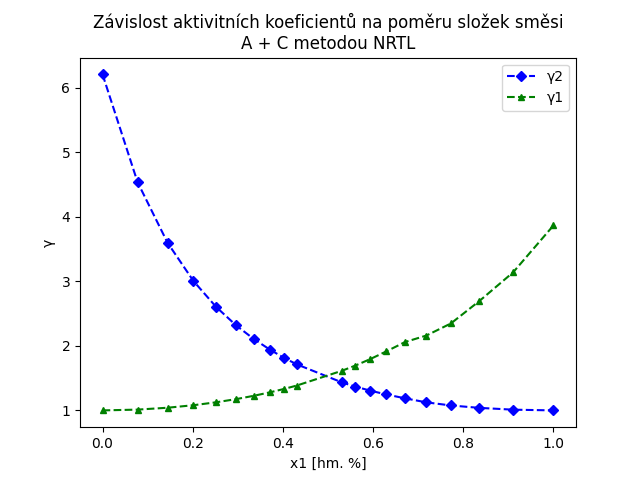 Závislost aktivitních koeficientů na poměru složek směsi
A + C metodou NRTL
γ2
γ1
6
5
4
3
2
1
γ
0.0 0.2 0.4 0.6 0.8 1.0
x1 [hm. %]